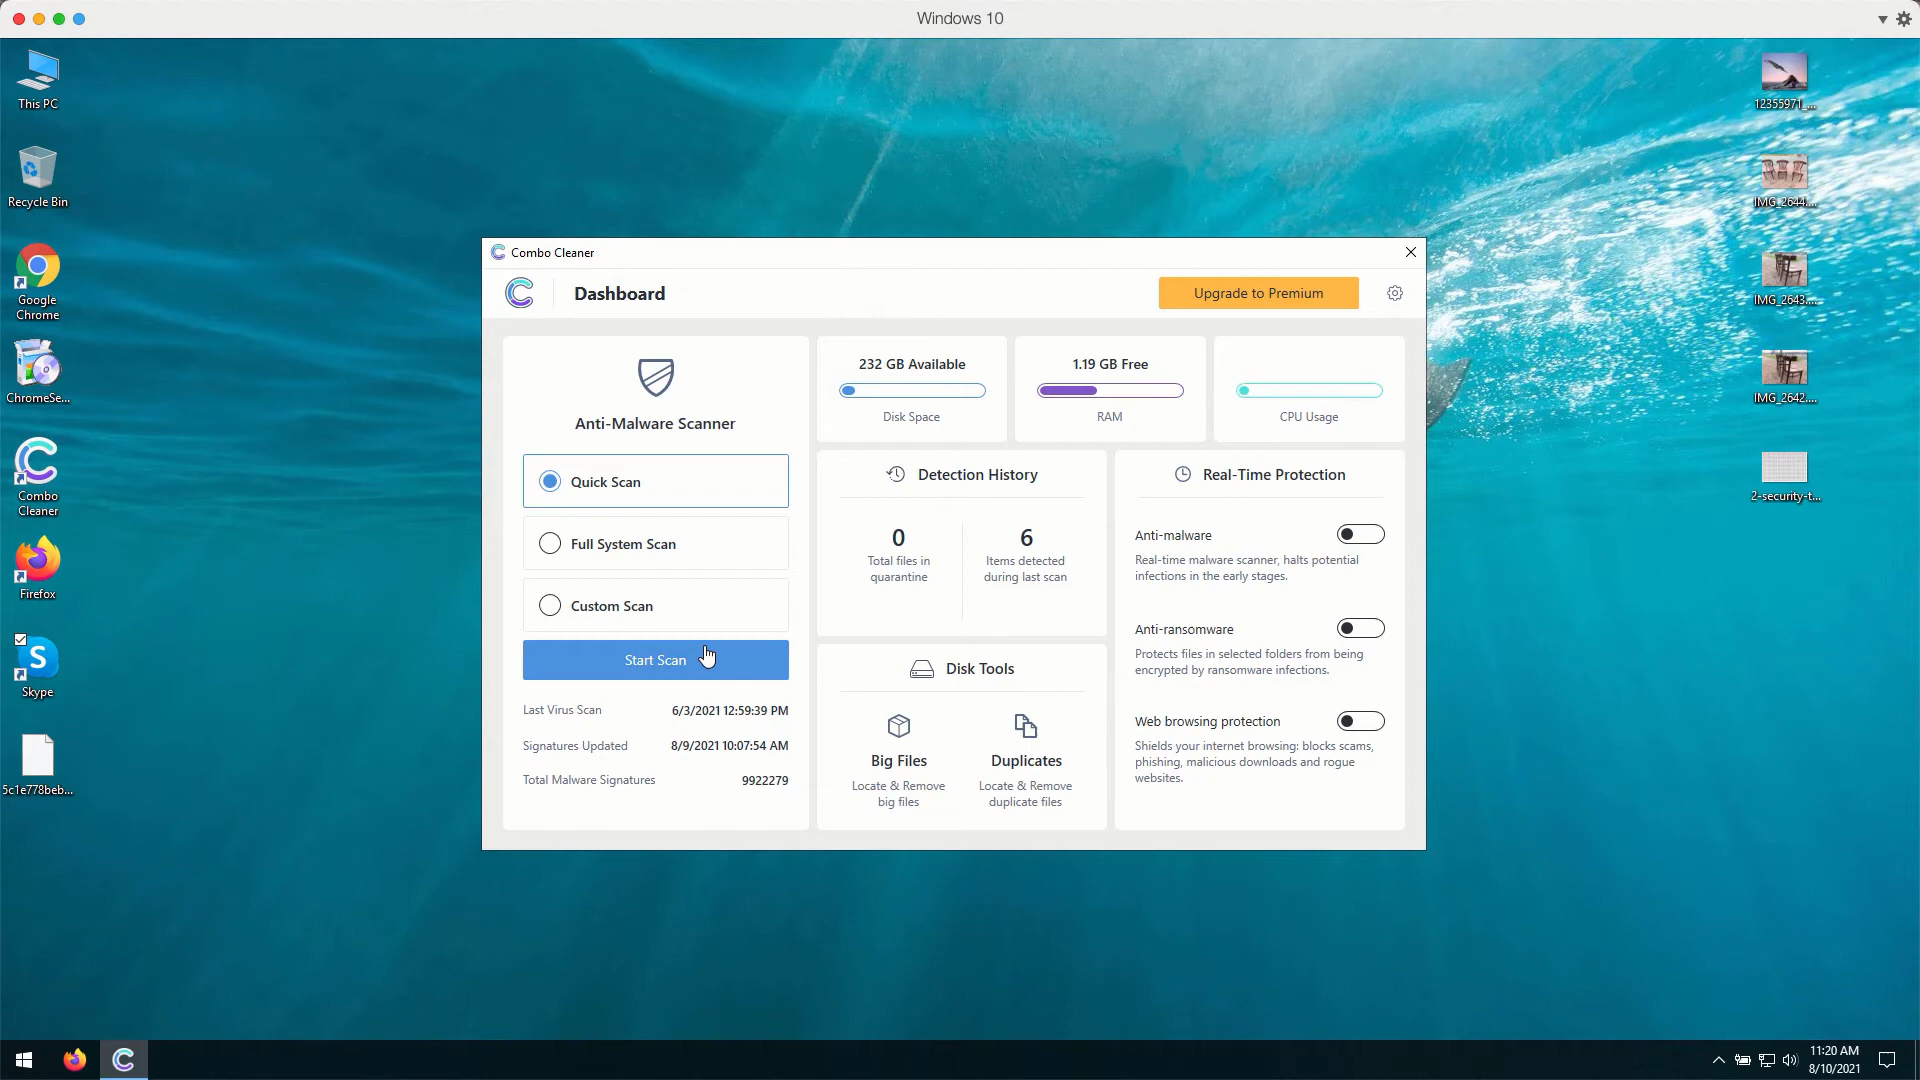 Windows 10
This PC
Recycle Bin
Google
Chrome
ChromeSe...
Combo
Cleaner
Firefox
Skype
5c1e778beb...
12355971_...
IMG_2644....
IMG_2643....
IMG_2642....
2-security-t...
Combo Cleaner
Dashboard
Upgrade to Premium
Anti-Malware Scanner
Quick Scan
Full System Scan
Custom Scan
Start Scan
Last Virus Scan 6/3/2021 12:59:39 PM
Signatures Updated 8/9/2021 10:07:54 AM
Total Malware Signatures 9922279
232 GB Available
Disk Space
1.19 GB Free
RAM
CPU Usage
Detection History
0
Total files in
quarantine
6
Items detected
during last scan
Disk Tools
Big Files
Locate & Remove
big files
Duplicates
Locate & Remove
duplicate files
Real-Time Protection
Anti-malware
Real-time malware scanner, halts potential
infections in the early stages.
Anti-ransomware
Protects files in selected folders from being
encrypted by ransomware infections.
Web browsing protection
Shields your internet browsing: blocks scams,
phishing, malicious downloads and rogue
websites.
11:20 AM
8/10/2021